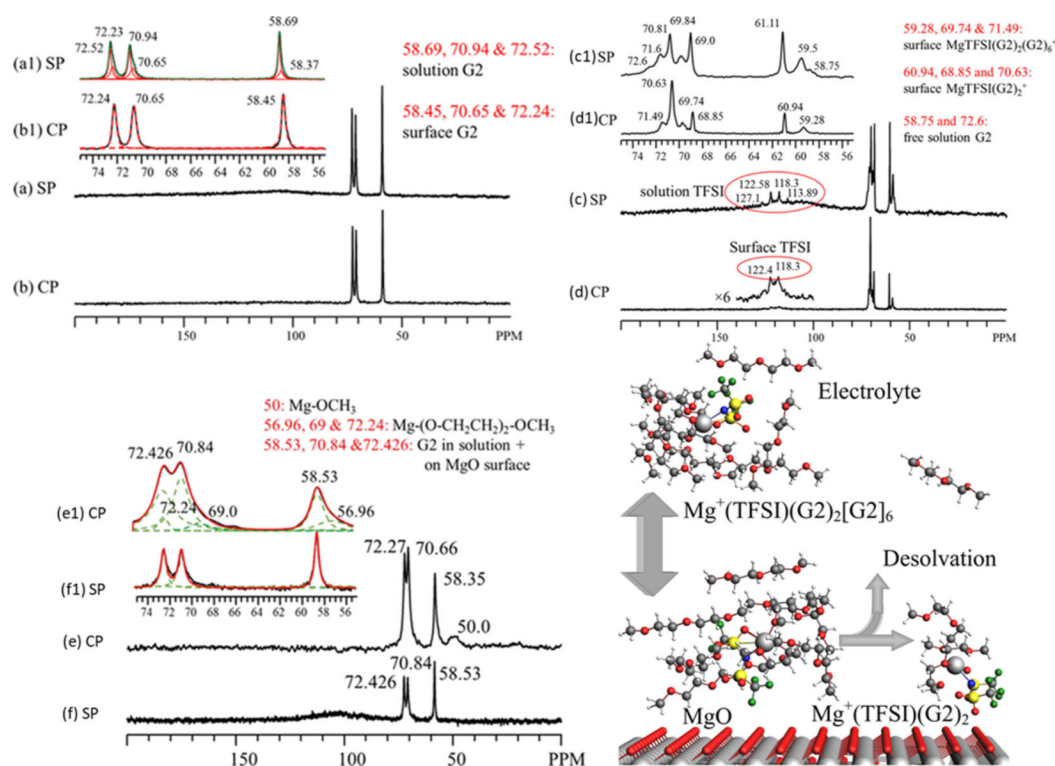 58.69
72.23
70.94
72.52
70.65
58.37
(a1) SP
58.69, 70.94 & 72.52:
solution G2
72.24
70.65
58.45
(b1) CP
58.45, 70.65 & 72.24:
surface G2
74 72 70 68 66 64 62 60 58 56
(a) SP
(b) CP
150 100 50 PPM
70.81
69.84
61.11
71.6
69.0
59.5
72.6
58.75
(c1)SP
59.28, 69.74 & 71.49:
surface MgTFSI(G2)₂(G2)₆⁺
60.94, 68.85 and 70.63:
surface MgTFSI(G2)₂⁺
58.75 and 72.6:
free solution G2
70.63
69.74
60.94
71.49
68.85
59.28
(d1)CP
74 72 70 68 66 64 62 60 58 56
solution TFSI
122.58 118.3
127.1 113.89
(c) SP
Surface TFSI
122.4 118.3
×6
(d) CP
150 100 50 PPM
50: Mg-OCH₃
56.96, 69 & 72.24: Mg-(O-CH₂CH₂)₂-OCH₃
58.53, 70.84 &72.426: G2 in solution +
on MgO surface
72.426 70.84
58.53
72.24
69.0
56.96
(e1) CP
(f1) SP
74 72 70 68 66 64 62 60 58 56
72.27 70.66
58.35
50.0
(e) CP
70.84
72.426
58.53
(f) SP
150 100 50 PPM
Electrolyte
Mg⁺(TFSI)(G2)₂[G2]₆
Desolvation
MgO
Mg⁺(TFSI)(G2)₂